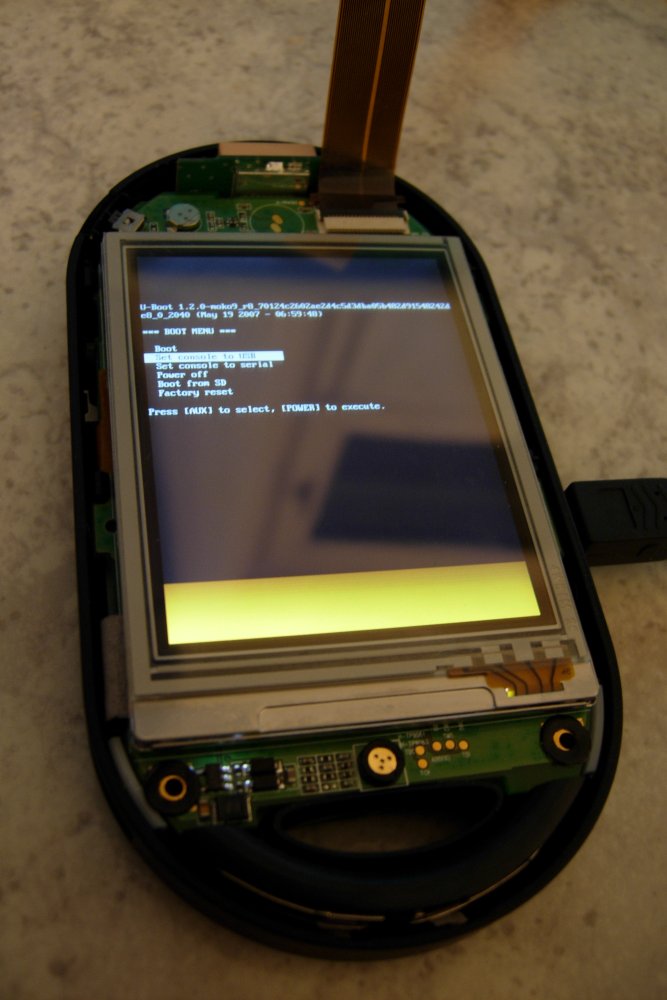 U-Boot 1.2.0-moko9_r0_70124c2602ae2d4c5d3dba05b482d91548242d
e8_0_2040 (May 19 2007 - 06:59:48)
=== BOOT MENU ===
Boot
Set console to USB
Set console to serial
Power off
Boot from SD
Factory reset
Press [AUX] to select, [POWER] to execute.